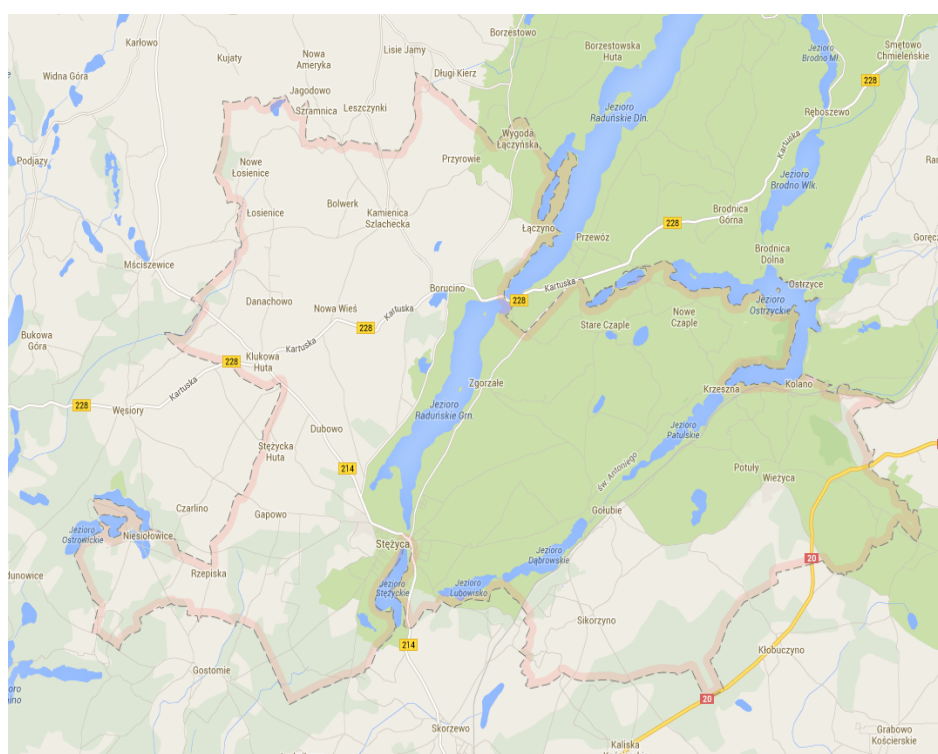 Karłowo
Lisie Jamy
Borzestowo
Borzestowska
Huta
Jezioro
Brodno Mł.
Smętowo
Chmieleńskie
Nowa
Ameryka
Kujaty
Widna Góra
Długi Kierz
228
Jagodowo
Szramnica
Leszczynki
Jezioro
Raduńskie Dln.
Ręboszewo
Wygoda
Łączyńska
Kartuska
Podjazy
Nowe
Łosienice
Przyrowie
Jezioro
Brodno Wlk.
Bolwerk
Łosienice
Kamienica
Szlachecka
Brodnica
Górna
228
Łączyno
Przewóz
Goręcz
Brodnica
Dolna
Mściszewice
Borucino
Kartuska
Ostrzyce
Danachowo
Nowa Wieś
Kartuska
228
Jezioro
Ostrzyckie
228
Stare Czaple
Nowe
Czaple
Bukowa
Góra
Kartuska
Klukowa
Huta
228
Kartuska
Zgorzałe
Krzeszna
Kolano
228
Węsiory
Jezioro
Raduńskie Grn.
Dubowo
Jezioro
Patulskie
Stężycka
Huta
św. Antoniego
214
Potuły
Wieżyca
Czarlino
Gapowo
Gołubie
Jezioro
Ostrowickie
Niesiołowice
Stężyca
Jezioro
Dąbrowskie
20
Rzepiska
dunowice
Jezioro
Stężyckie
Jezioro
Lubowisko
Sikorzyno
214
Kłobuczyno
Gostomie
20
Skorzewo
Grabowo
Kościerskie
Kaliska